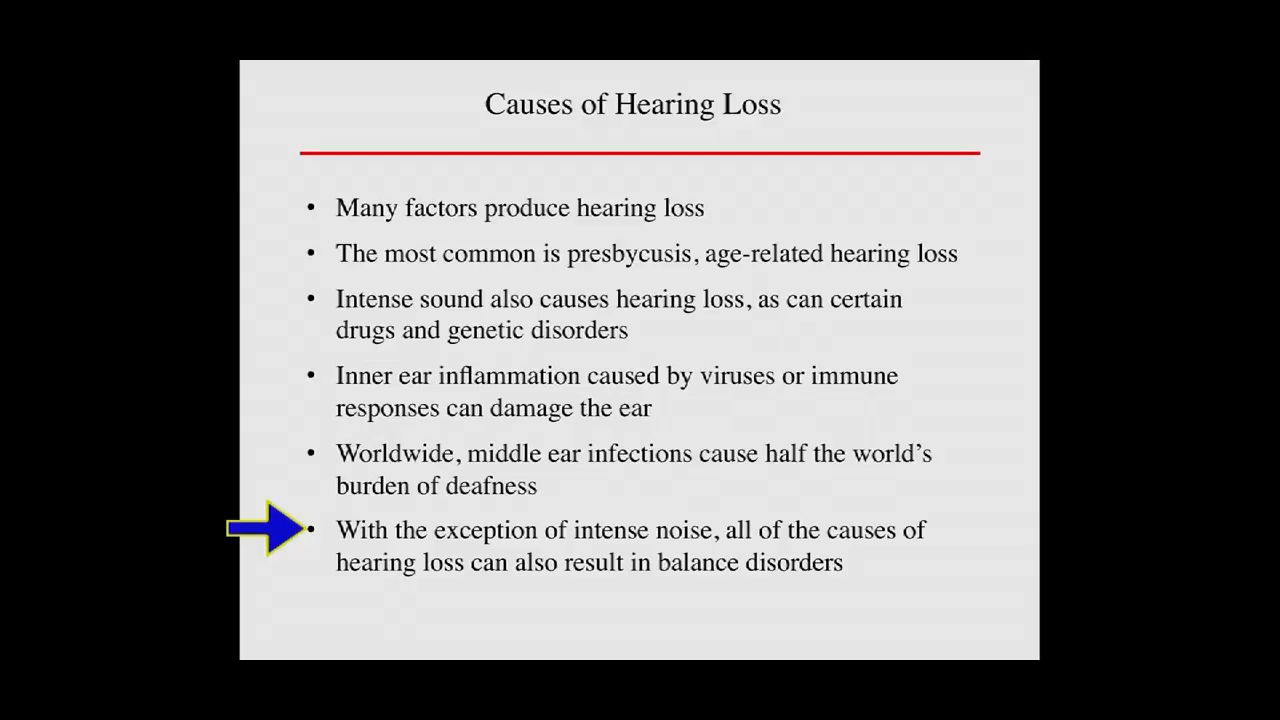 Causes of Hearing Loss
• Many factors produce hearing loss
• The most common is presbycusis, age-related hearing loss
• Intense sound also causes hearing loss, as can certain
drugs and genetic disorders
• Inner ear inflammation caused by viruses or immune
responses can damage the ear
• Worldwide, middle ear infections cause half the world’s
burden of deafness
• With the exception of intense noise, all of the causes of
hearing loss can also result in balance disorders